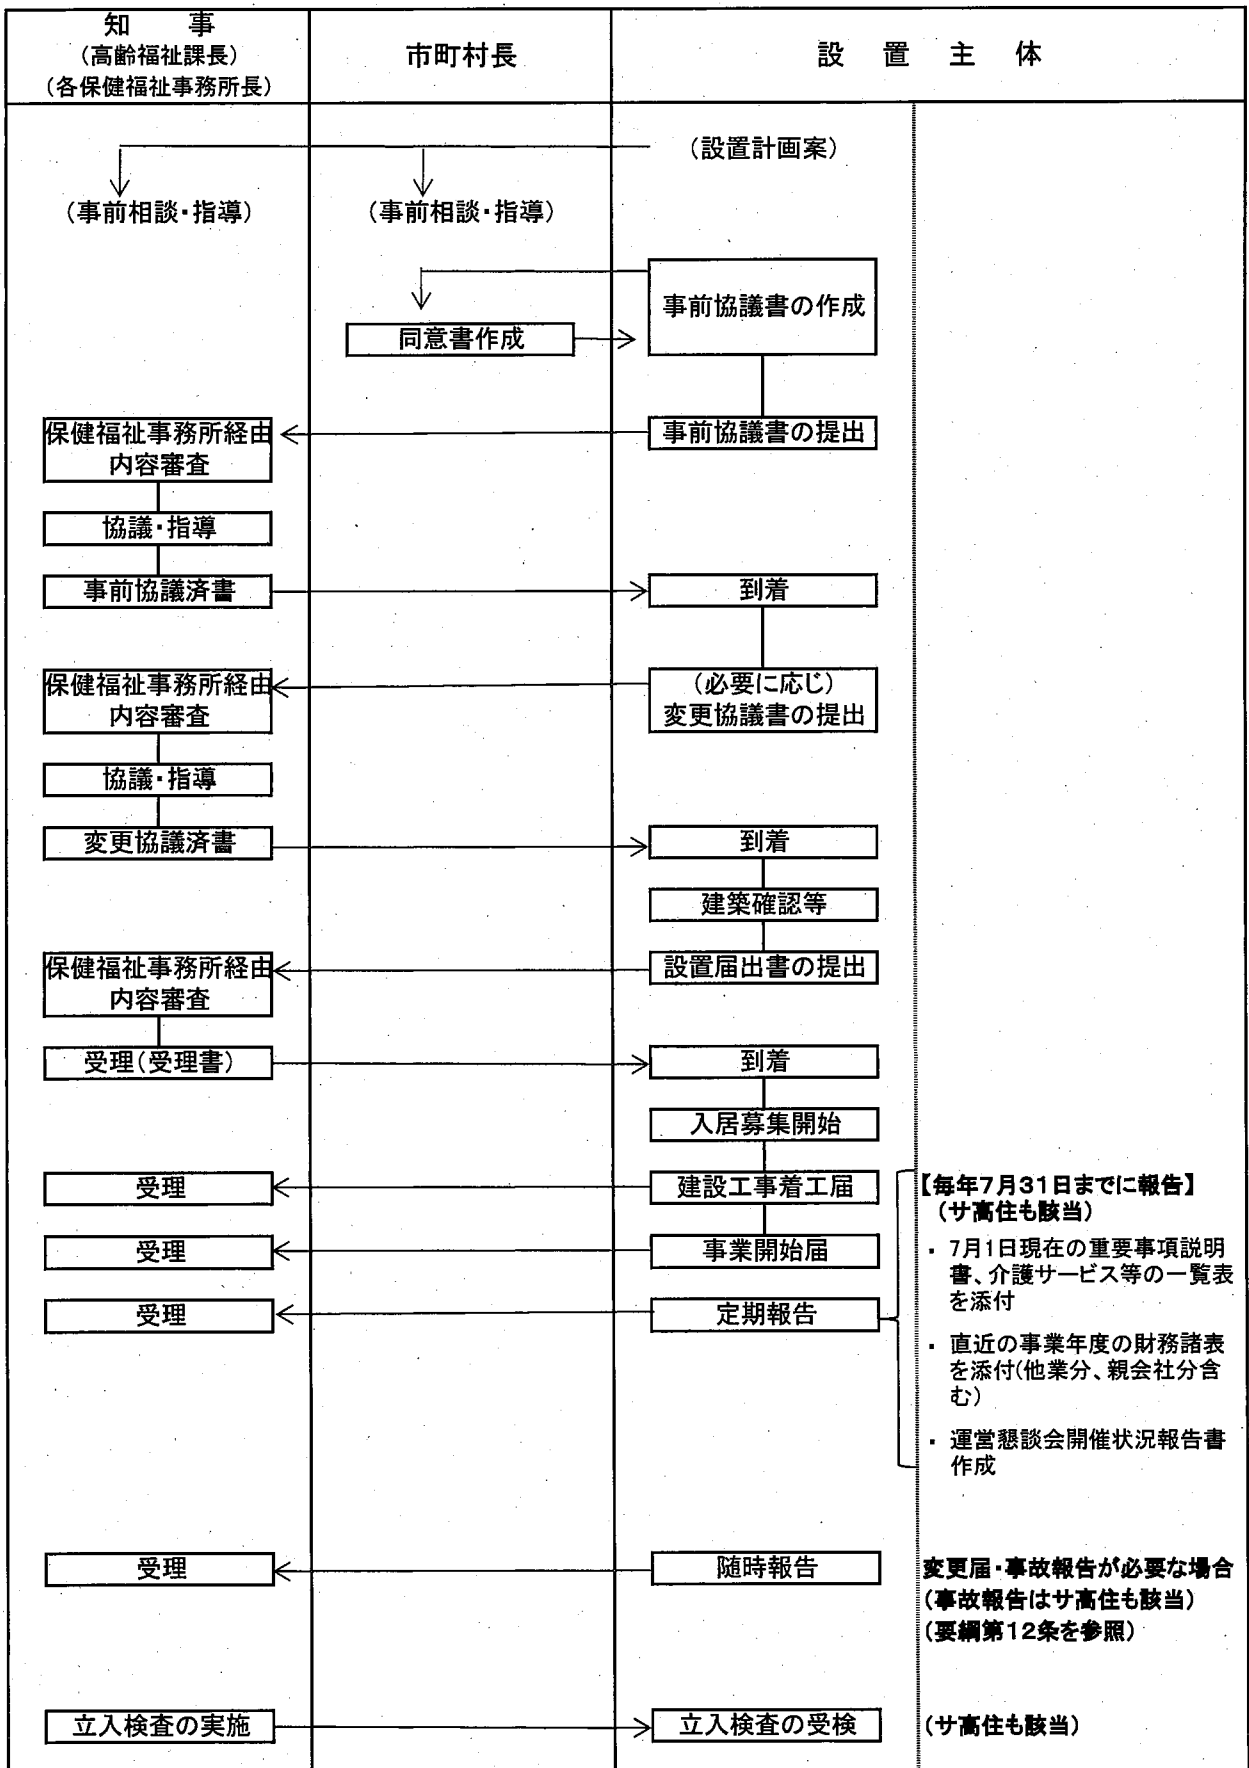 知　事
(高齢福祉課長)
(各保健福祉事務所長)
市町村長
設　置　主　体
(設置計画案)
(事前相談・指導)
(事前相談・指導)
事前協議書の作成
同意書作成
保健福祉事務所経由
内容審査
事前協議書の提出
協議・指導
事前協議済書
到着
保健福祉事務所経由
内容審査
(必要に応じ)
変更協議書の提出
協議・指導
変更協議済書
到着
建築確認等
保健福祉事務所経由
内容審査
設置届出書の提出
受理(受理書)
到着
入居募集開始
受理
建設工事着工届
受理
事業開始届
受理
定期報告
【毎年7月31日までに報告】
(サ高住も該当)
・ 7月1日現在の重要事項説明
書、介護サービス等の一覧表
を添付
・ 直近の事業年度の財務諸表
を添付(他業分、親会社分含
む)
・ 運営懇談会開催状況報告書
作成
受理
随時報告
変更届・事故報告が必要な場合
(事故報告はサ高住も該当)
(要綱第12条を参照)
立入検査の実施
立入検査の受検
(サ高住も該当)